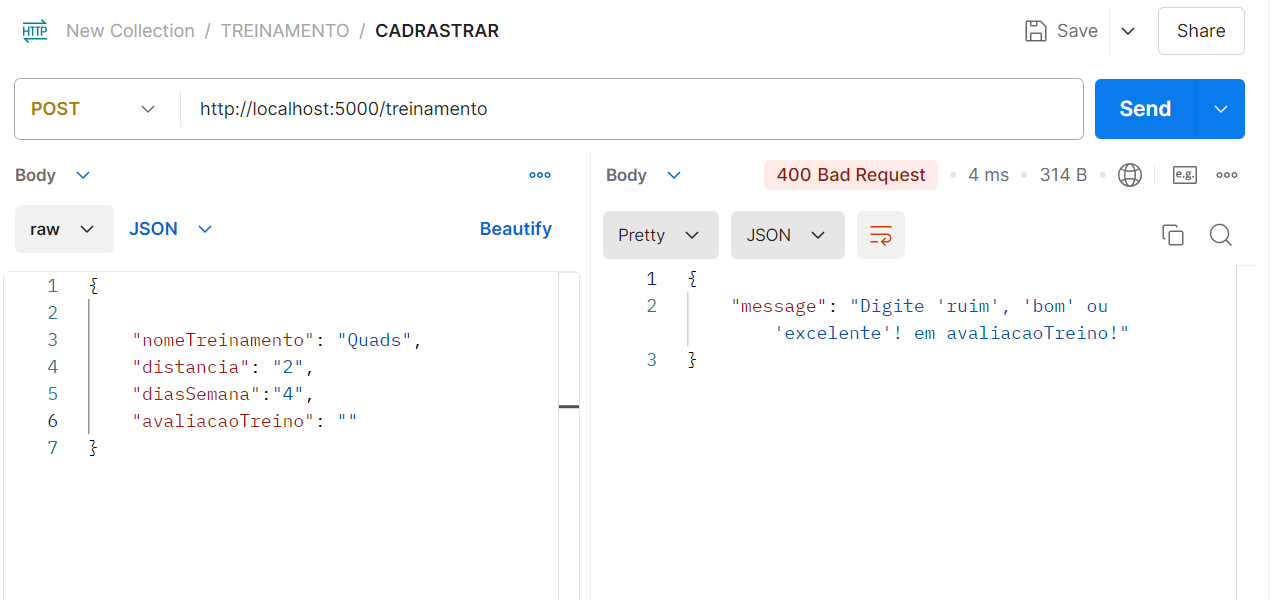 HTTP New Collection / TREINAMENTO / CADRASTRAR Save Share
POST http://localhost:5000/treinamento Send
Body Body 400 Bad Request 4 ms 314 B e.g.
raw JSON Beautify Pretty JSON
1 {
2
3 "nomeTreinamento": "Quads",
4 "distancia": "2",
5 "diasSemana":"4",
6 "avaliacaoTreino": ""
7 }
1 {
2 "message": "Digite 'ruim', 'bom' ou
'excelente'! em avaliacaoTreino!"
3 }